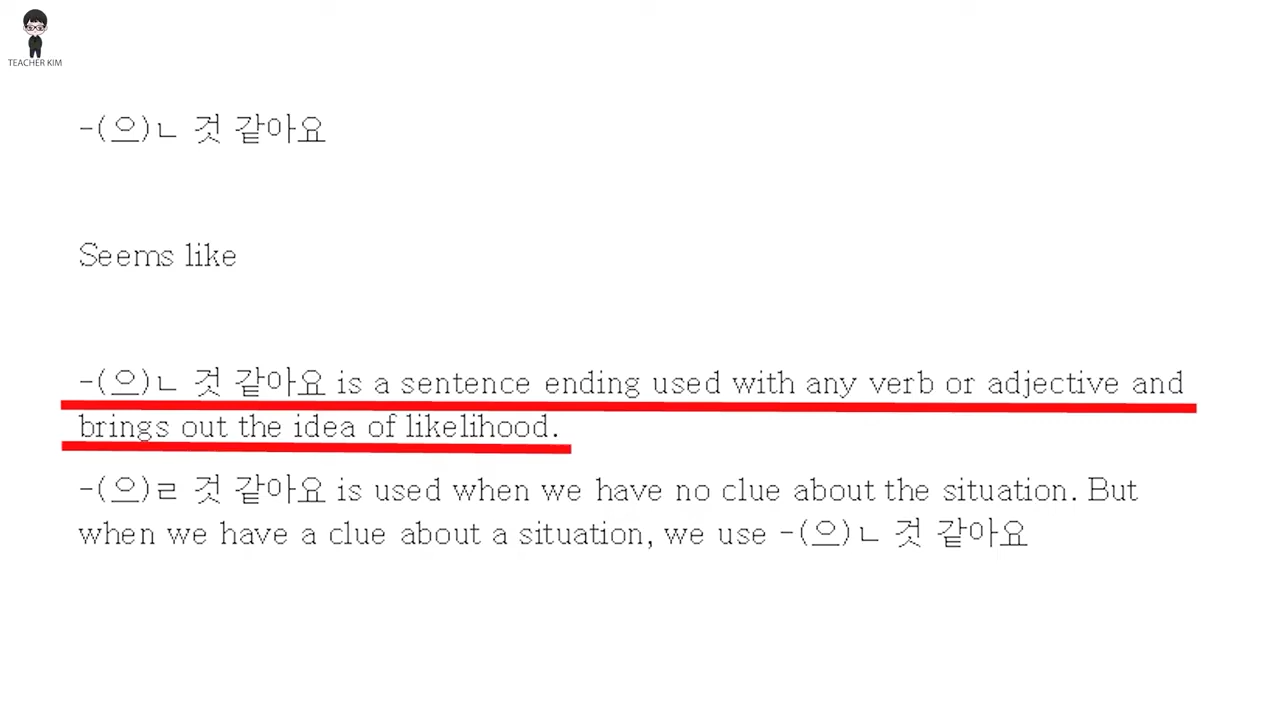 TEACHER KIM
-(으)ㄴ 것 같아요
Seems like
-(으)ㄴ 것 같아요 is a sentence ending used with any verb or adjective and
brings out the idea of likelihood.
-(으)ㄹ 것 같아요 is used when we have no clue about the situation. But
when we have a clue about a situation, we use -(으)ㄴ 것 같아요